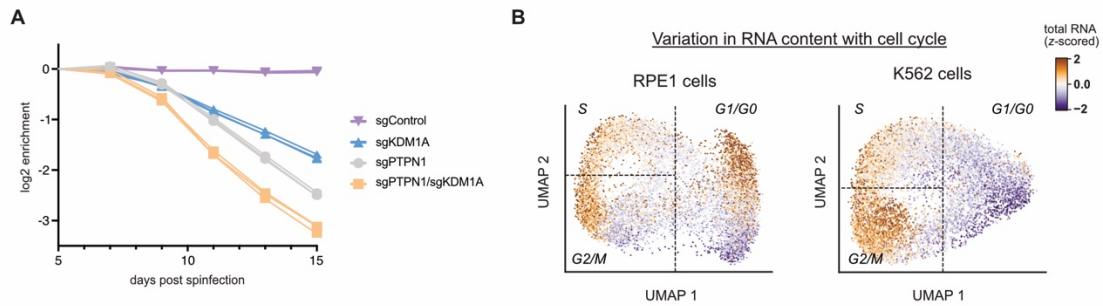 A
log2 enrichment
0
-1
-2
-3
5
10
15
days post spinfection
sgControl
sgKDM1A
sgPTPN1
sgPTPN1/sgKDM1A
B
Variation in RNA content with cell cycle
RPE1 cells
S
G1/G0
G2/M
UMAP 2
UMAP 1
K562 cells
S
G1/G0
G2/M
UMAP 2
UMAP 1
total RNA
(z-scored)
2
0.0
−2